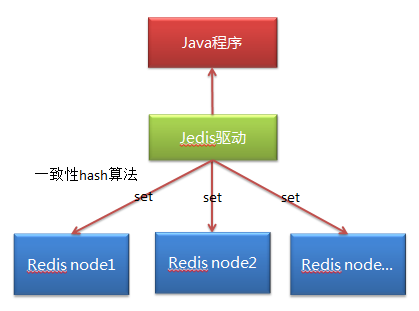 Java程序
Jedis驱动
一致性hash算法
set
set
set
Redis node1
Redis node2
Redis node...